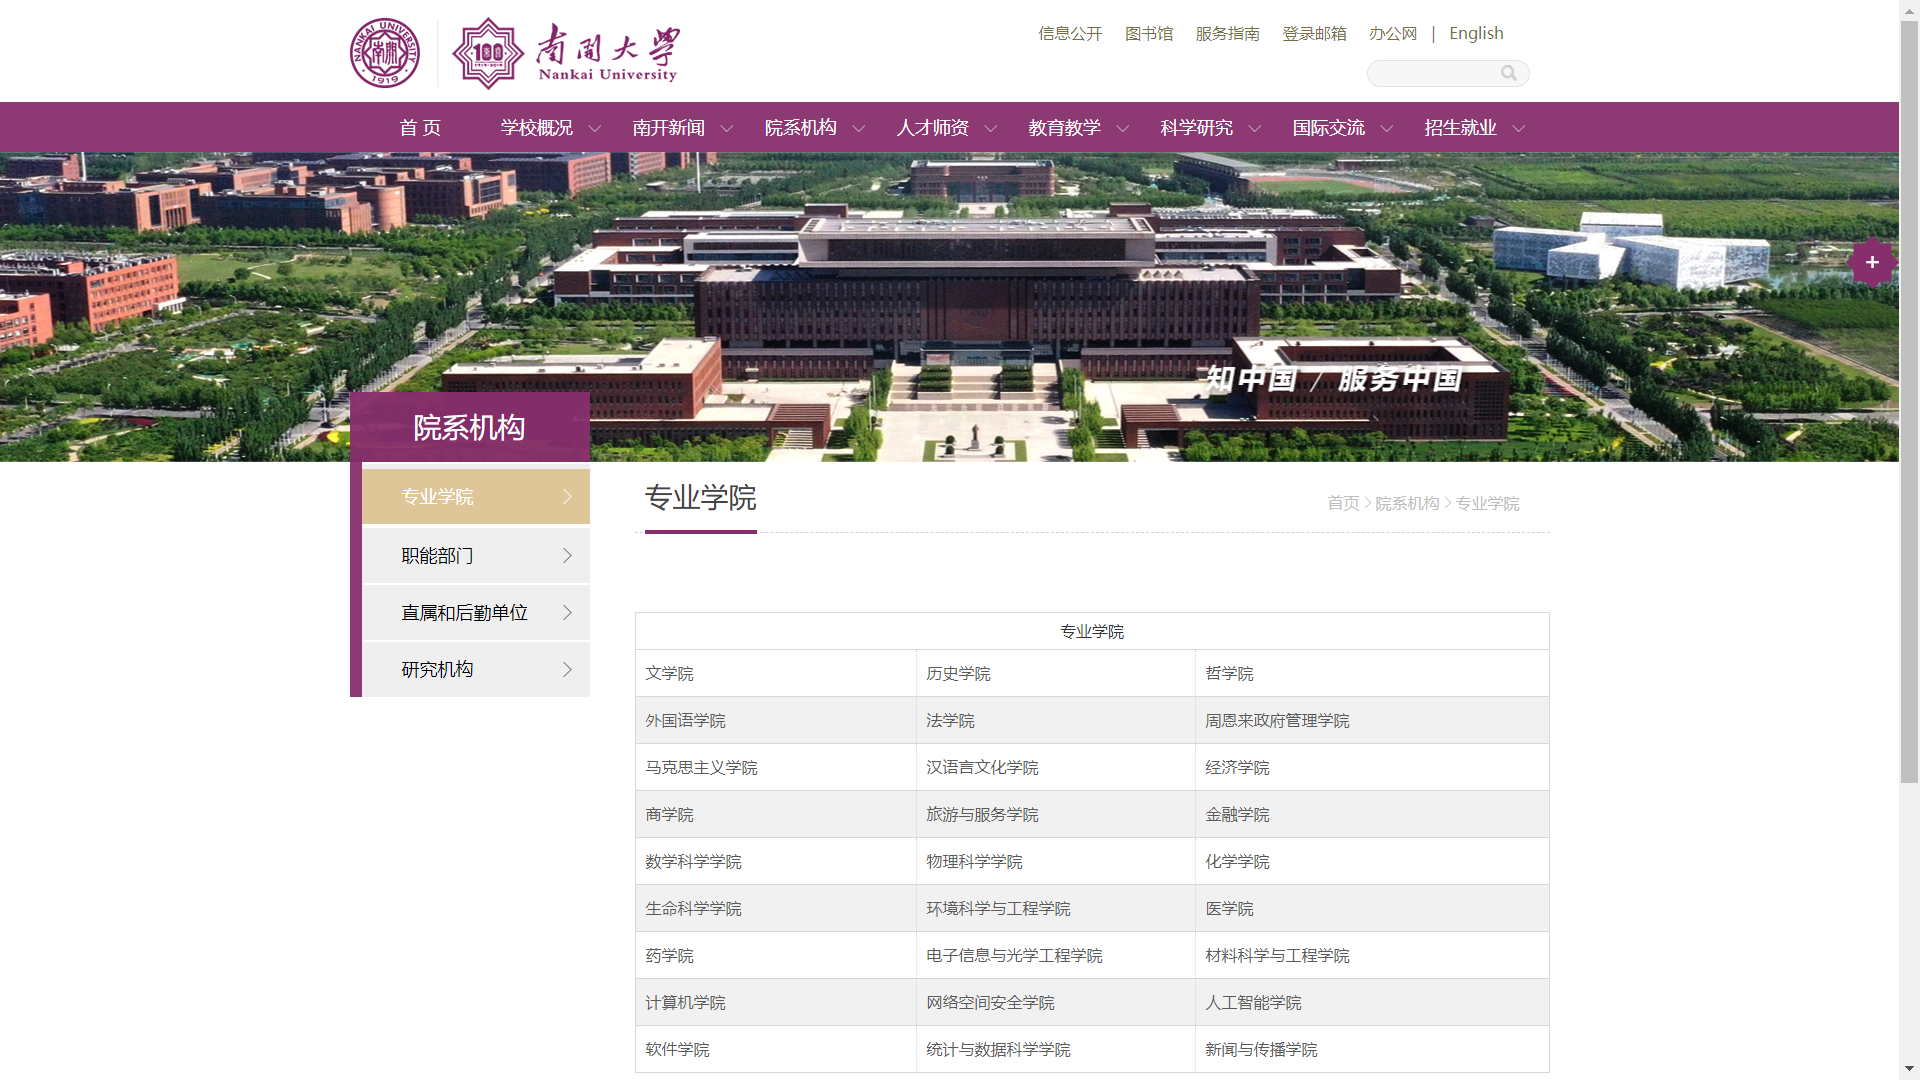 NANKAI UNIVERSITY
1919
100
南開大学
Nankai University
信息公开 图书馆 服务指南 登录邮箱 办公网 | English
首 页 学校概况 南开新闻 院系机构 人才师资 教育教学 科学研究 国际交流 招生就业
+
知中国 / 服务中国
院系机构
专业学院
职能部门
直属和后勤单位
研究机构
专业学院
首页 > 院系机构 > 专业学院
专业学院
文学院 历史学院 哲学院
外国语学院 法学院 周恩来政府管理学院
马克思主义学院 汉语言文化学院 经济学院
商学院 旅游与服务学院 金融学院
数学科学学院 物理科学学院 化学学院
生命科学学院 环境科学与工程学院 医学院
药学院 电子信息与光学工程学院 材料科学与工程学院
计算机学院 网络空间安全学院 人工智能学院
软件学院 统计与数据科学学院 新闻与传播学院